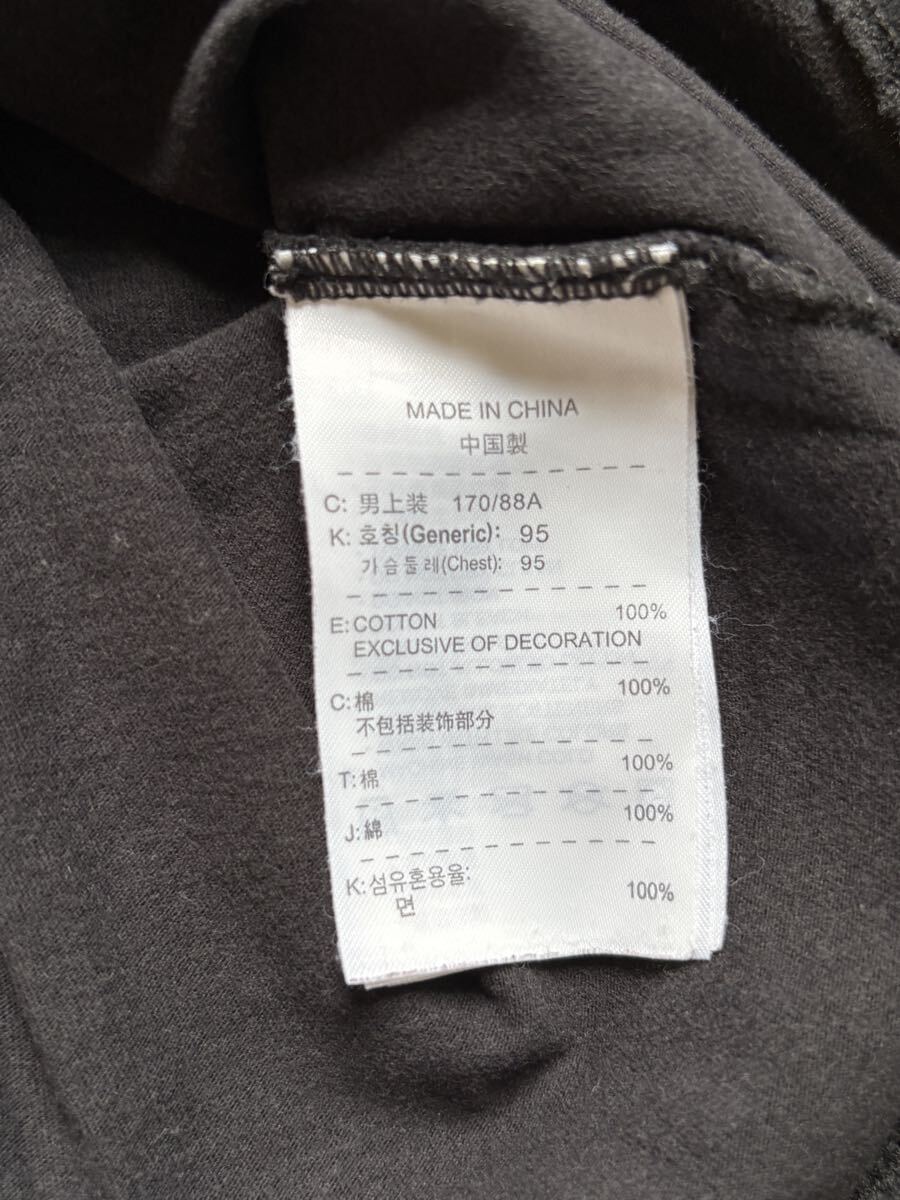 MADE IN CHINA
中国製
C: 男上装 170/88A
K: 호칭(Generic): 95
가슴둘레(Chest): 95
E: COTTON 100%
EXCLUSIVE OF DECORATION
C: 棉 100%
不包括装饰部分
T: 棉 100%
J: 綿 100%
K: 섬유혼용율:
면 100%